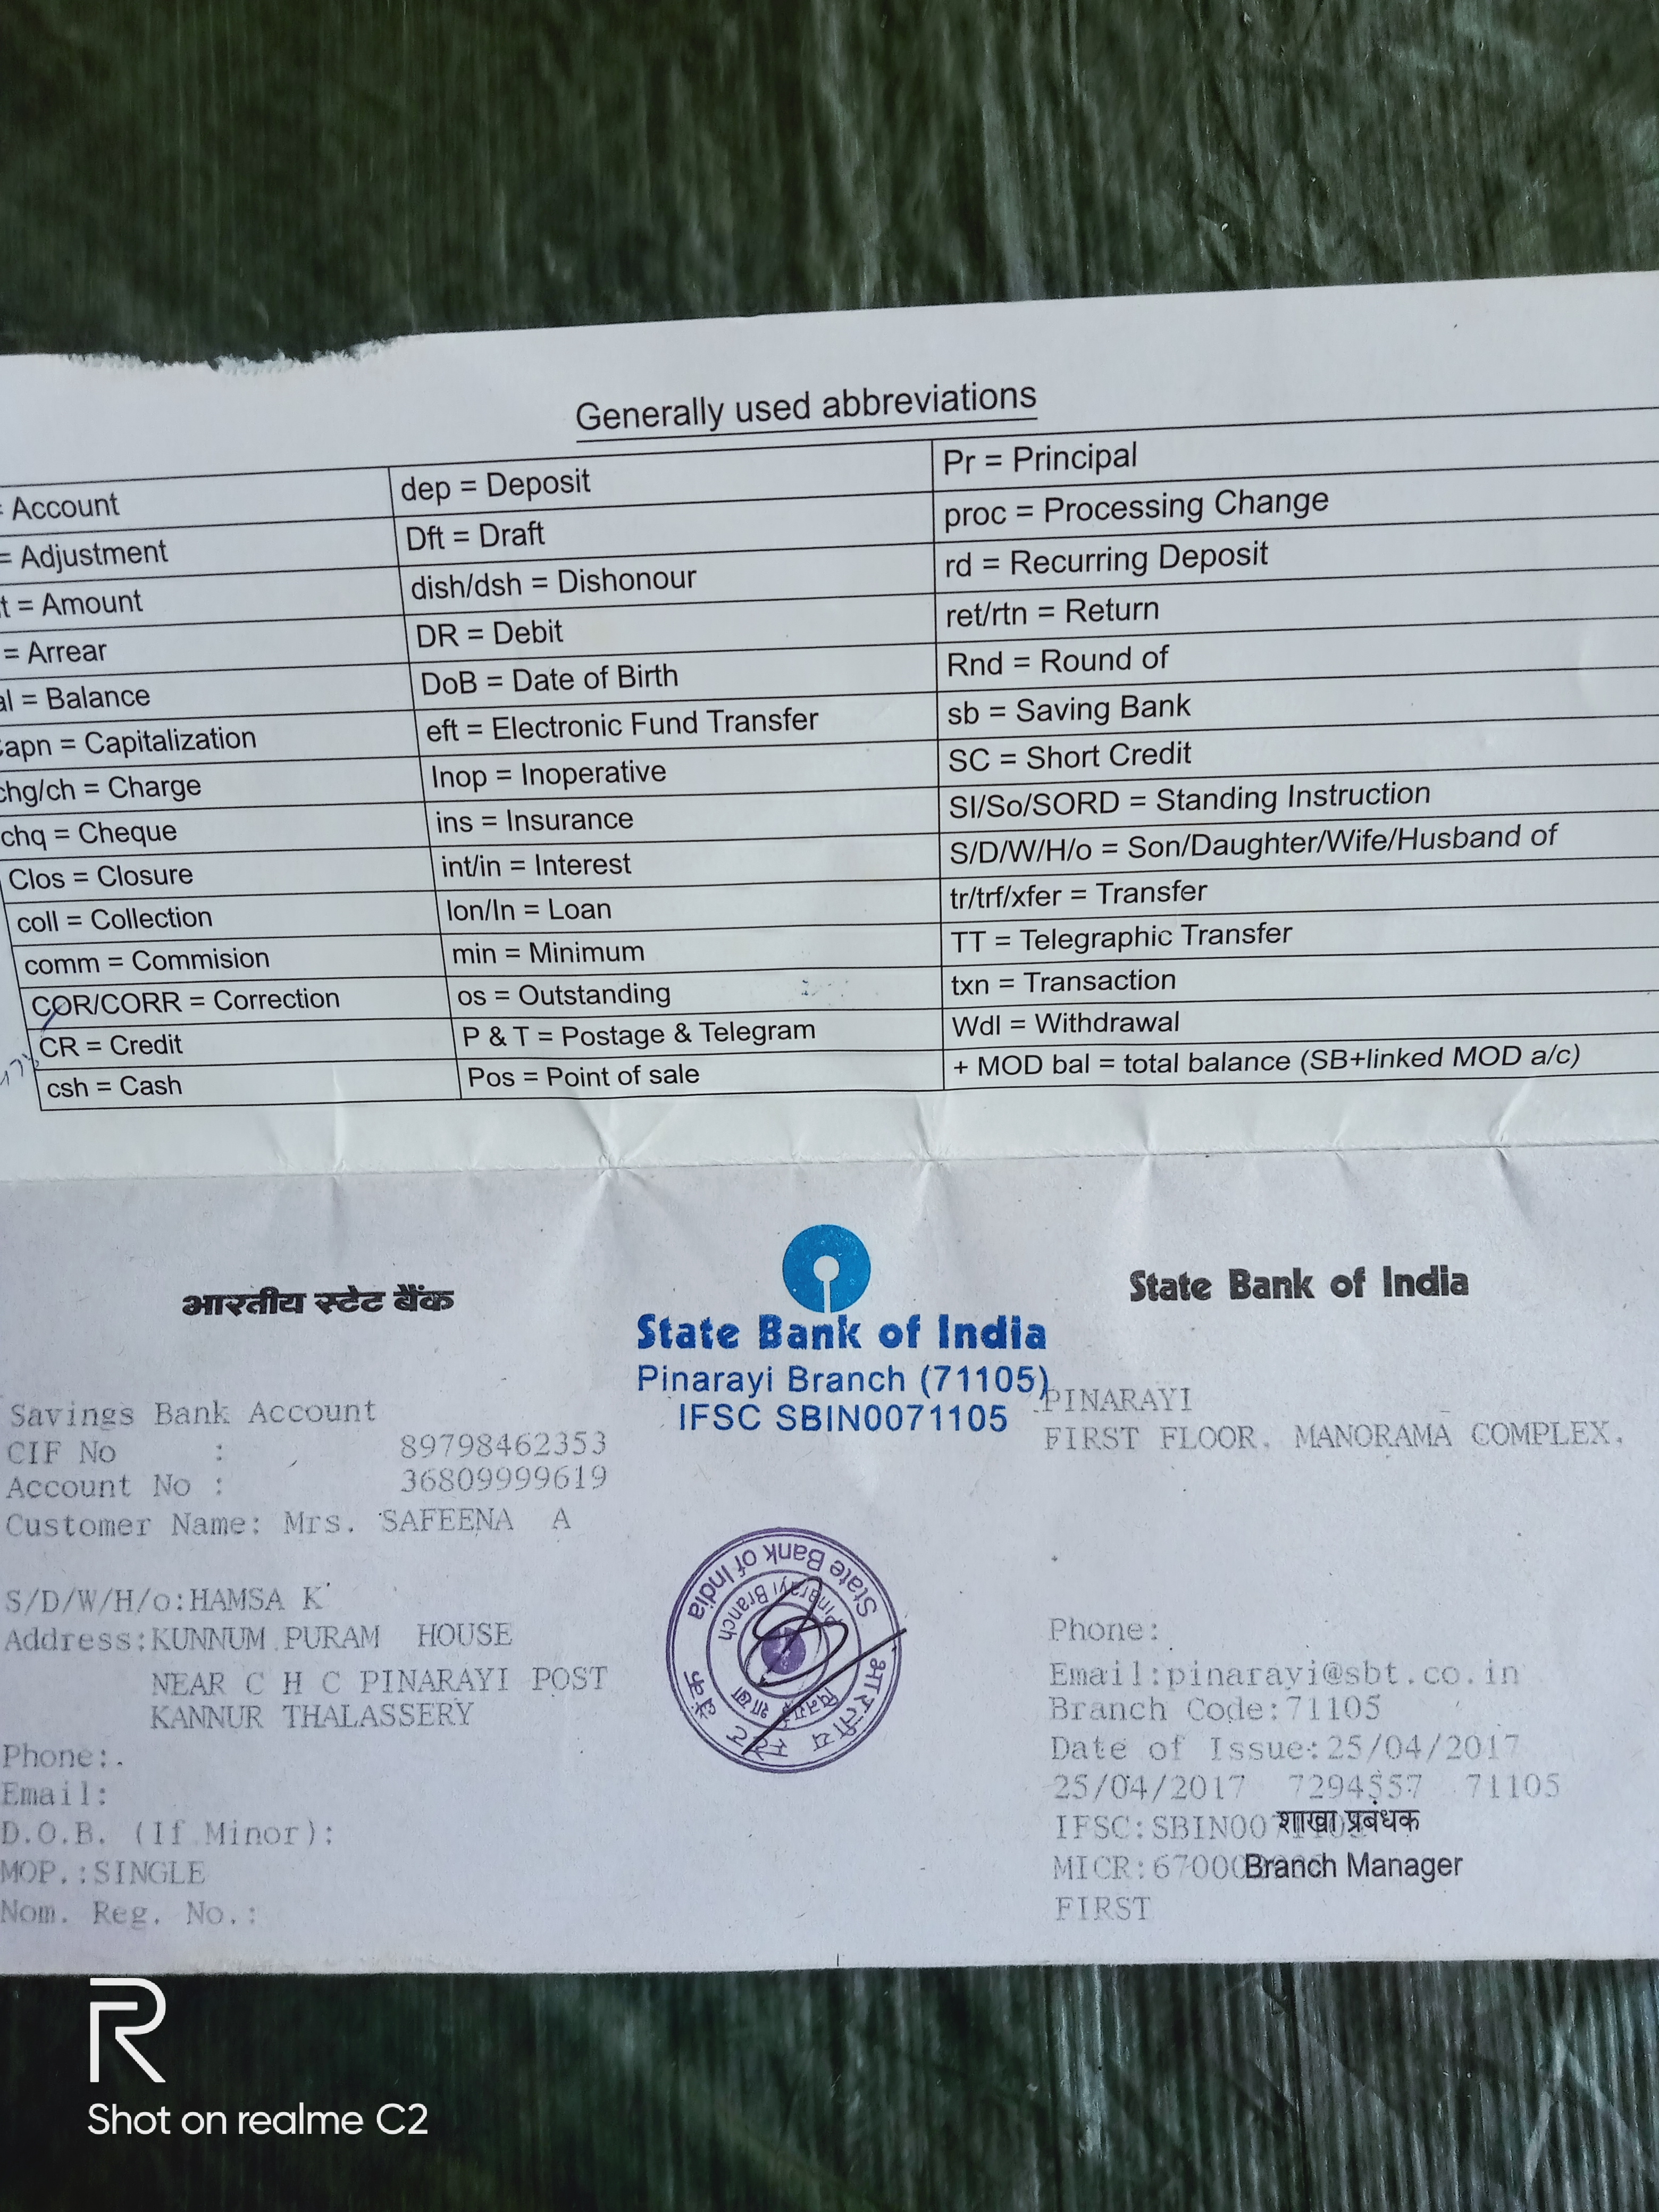 Generally used abbreviations
= Account
dep = Deposit
Pr = Principal
= Adjustment
Dft = Draft
proc = Processing Change
t = Amount
dish/dsh = Dishonour
rd = Recurring Deposit
= Arrear
DR = Debit
ret/rtn = Return
al = Balance
DoB = Date of Birth
Rnd = Round of
apn = Capitalization
eft = Electronic Fund Transfer
sb = Saving Bank
chg/ch = Charge
Inop = Inoperative
SC = Short Credit
chq = Cheque
ins = Insurance
SI/So/SORD = Standing Instruction
Clos = Closure
int/in = Interest
S/D/W/H/o = Son/Daughter/Wife/Husband of
coll = Collection
lon/ln = Loan
tr/trf/xfer = Transfer
comm = Commision
min = Minimum
TT = Telegraphic Transfer
COR/CORR = Correction
os = Outstanding
txn = Transaction
CR = Credit
P & T = Postage & Telegram
Wdl = Withdrawal
csh = Cash
Pos = Point of sale
+ MOD bal = total balance (SB+linked MOD a/c)
भारतीय स्टेट बैंक
State Bank of India
State Bank of India
Pinarayi Branch (71105)
IFSC SBIN0071105
Savings Bank Account
CIF No : 89798462353
Account No : 36809999619
Customer Name: Mrs. SAFEENA A
S/D/W/H/o:HAMSA K
Address:KUNNUM PURAM HOUSE
NEAR C H C PINARAYI POST
KANNUR THALASSERY
Phone:.
Email:
D.O.B. (If Minor):
MOP.:SINGLE
Nom. Reg. No.:
State Bank of India
Pinarayi Branch
भारतीय स्टेट बैंक
पिनरायी शाखा
PINARAYI
FIRST FLOOR, MANORAMA COMPLEX,
Phone:
Email:pinarayi@sbt.co.in
Branch Code:71105
Date of Issue:25/04/2017
25/04/2017 7294557 71105
IFSC:SBIN00
शाखा प्रबंधक
MICR:67000
Branch Manager
FIRST
R
Shot on realme C2